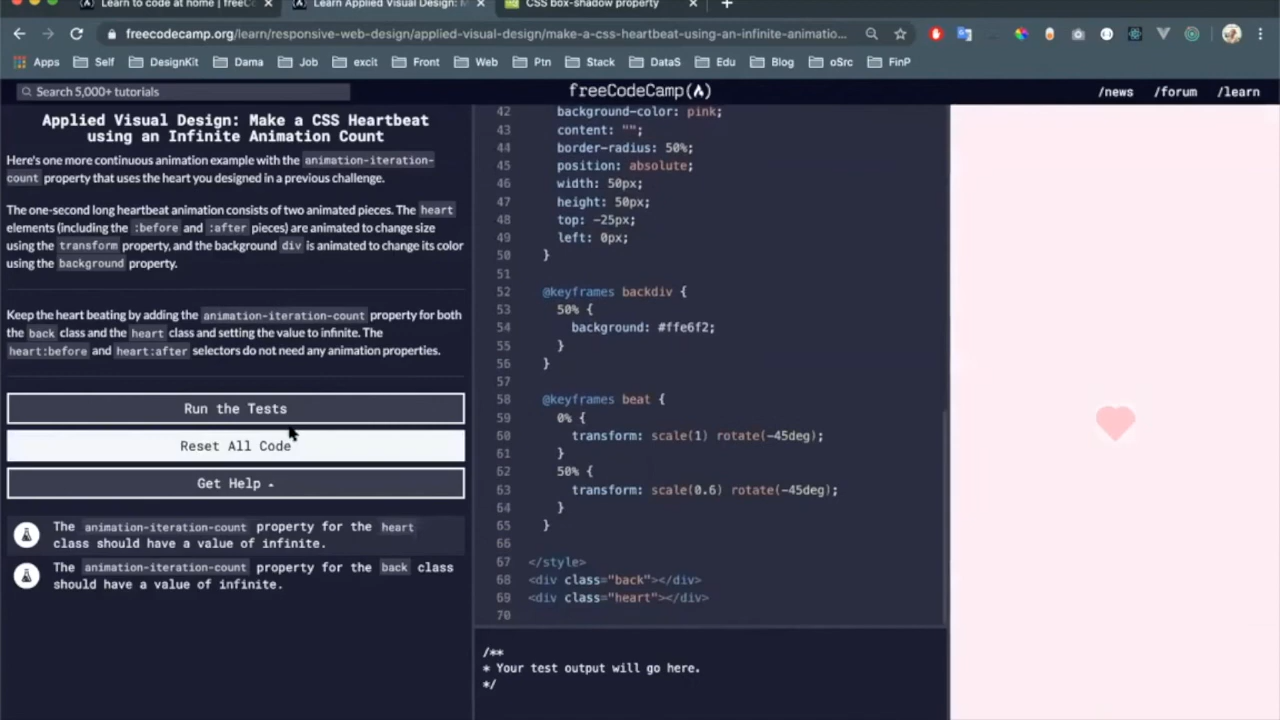 Learn to code at home | freeC
Learn Applied Visual Design: M
CSS box-shadow property
freecodecamp.org/learn/responsive-web-design/applied-visual-design/make-a-css-heartbeat-using-an-infinite-animatio...
Apps Self DesignKit Dama Job excit Front Web Ptn Stack DataS Edu Blog oSrc FinP
Search 5,000+ tutorials
freeCodeCamp
/news /forum /learn
Applied Visual Design: Make a CSS Heartbeat
using an Infinite Animation Count
Here's one more continuous animation example with the animation-iteration-
count property that uses the heart you designed in a previous challenge.
The one-second long heartbeat animation consists of two animated pieces. The heart
elements (including the :before and :after pieces) are animated to change size
using the transform property, and the background div is animated to change its color
using the background property.
Keep the heart beating by adding the animation-iteration-count property for both
the back class and the heart class and setting the value to infinite. The
heart:before and heart:after selectors do not need any animation properties.
Run the Tests
Reset All Code
Get Help
The animation-iteration-count property for the heart
class should have a value of infinite.
The animation-iteration-count property for the back class
should have a value of infinite.
42 background-color: pink;
43 content: "";
44 border-radius: 50%;
45 position: absolute;
46 width: 50px;
47 height: 50px;
48 top: -25px;
49 left: 0px;
50 }
51
52 @keyframes backdiv {
53 50% {
54 background: #ffe6f2;
55 }
56 }
57
58 @keyframes beat {
59 0% {
60 transform: scale(1) rotate(-45deg);
61 }
62 50% {
63 transform: scale(0.6) rotate(-45deg);
64 }
65 }
66
67 </style>
68 <div class="back"></div>
69 <div class="heart"></div>
70
/**
* Your test output will go here.
*/